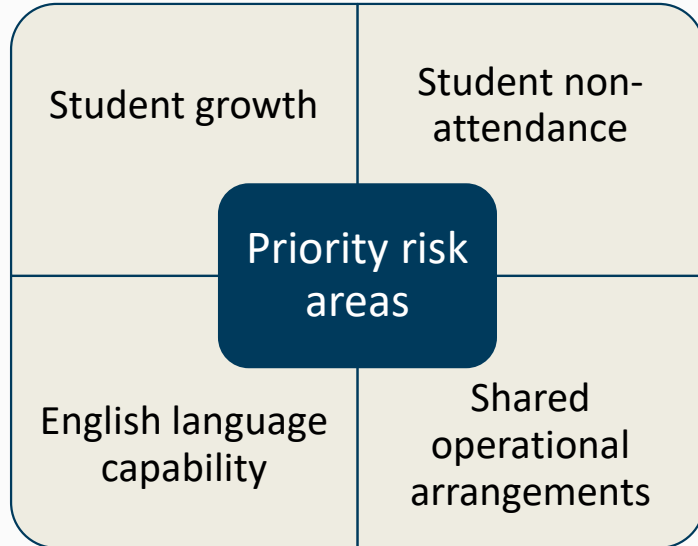 Student growth
Student non-
attendance
Priority risk
areas
English language
capability
Shared
operational
arrangements